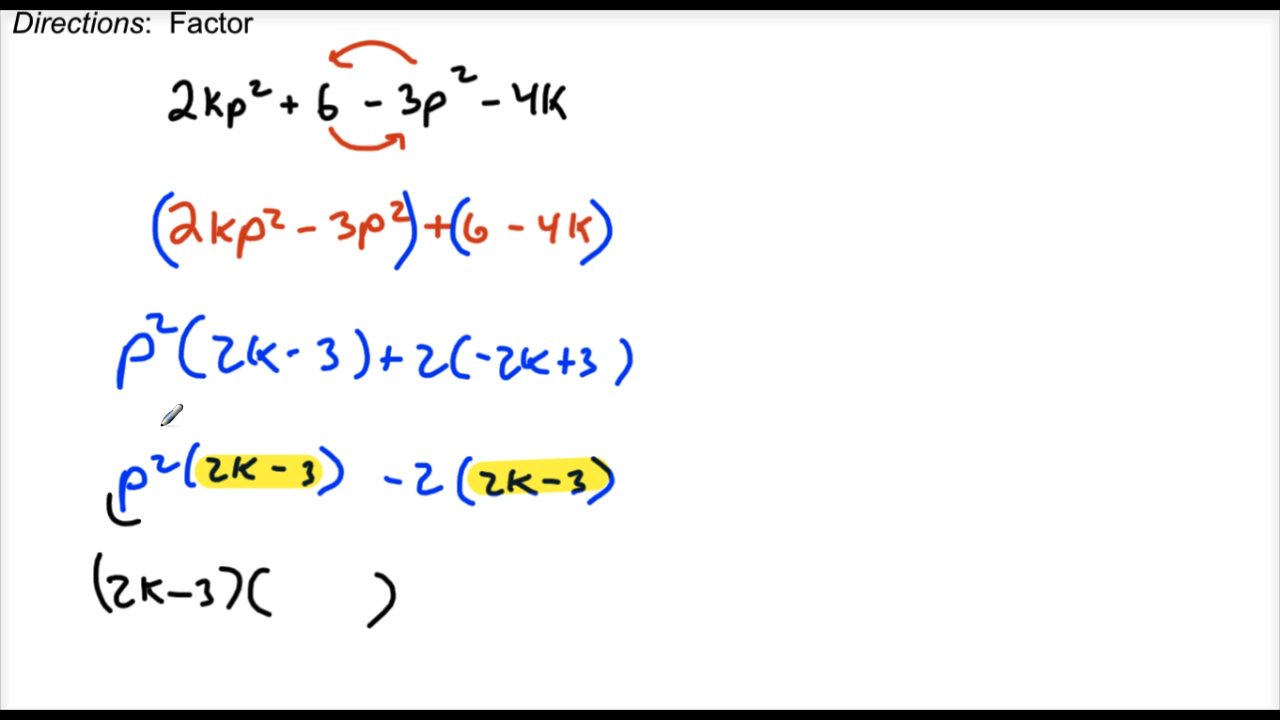 Directions: Factor
2kp² + 6 - 3p² - 4k
(2kp² - 3p²) + (6 - 4k)
p²(2k - 3) + 2(-2k + 3)
p²(2k - 3) - 2(2k - 3)
(2k - 3)( )